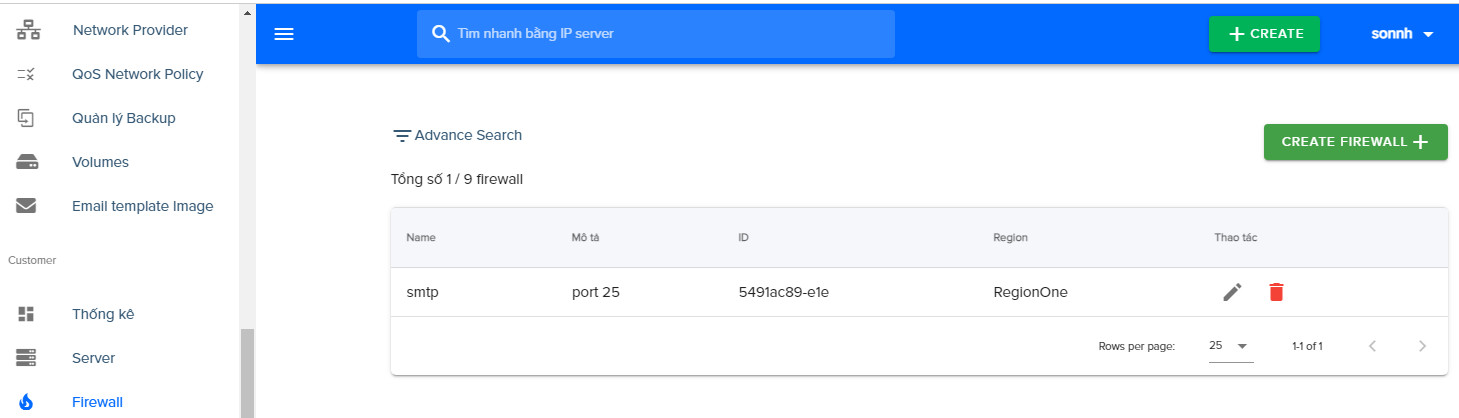 Network Provider
QoS Network Policy
Quản lý Backup
Volumes
Email template Image
Customer
Thống kê
Server
Firewall
Tìm nhanh bằng IP server
CREATE
sonnh
Advance Search
CREATE FIREWALL
Tổng số 1 / 9 firewall
Name Mô tả ID Region Thao tác
smtp port 25 5491ac89-e1e RegionOne
Rows per page: 25 1-1 of 1